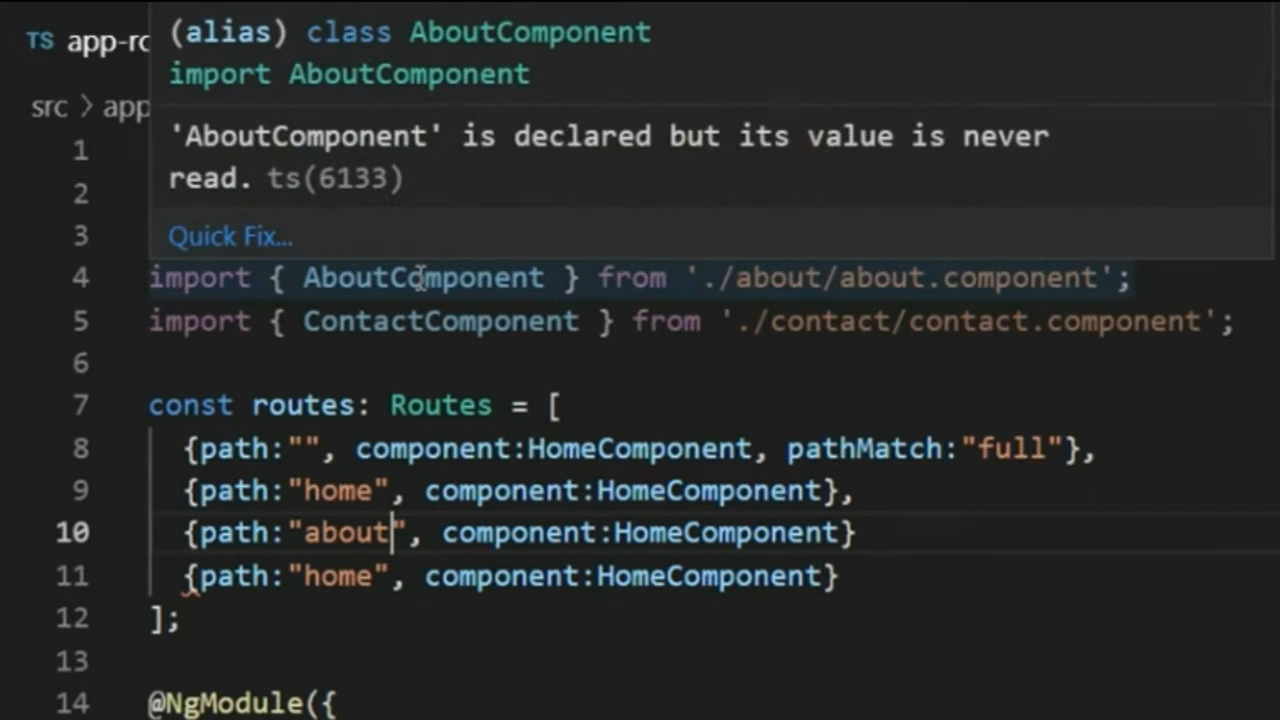 (alias) class AboutComponent
TS app-ro
import AboutComponent
src > app
'AboutComponent' is declared but its value is never
1
read. ts(6133)
2
3 Quick Fix...
4 import { AboutComponent } from './about/about.component';
5 import { ContactComponent } from './contact/contact.component';
6
7 const routes: Routes = [
8 {path:"", component:HomeComponent, pathMatch:"full"},
9 {path:"home", component:HomeComponent},
10 {path:"about", component:HomeComponent}
11 {path:"home", component:HomeComponent}
12 ];
13
14 @NgModule({